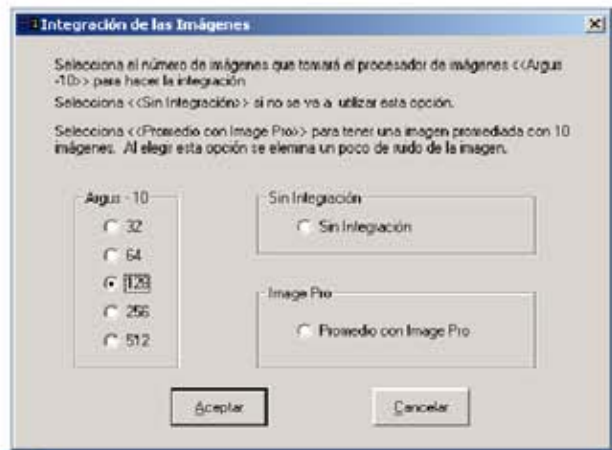 Integración de las Imágenes
Selecciona el número de imágenes que tomará el procesador de imágenes <<Argus
-10>> para hacer la integración
Selecciona <<Sin Integración>> si no se va a utilizar esta opción.
Selecciona <<Promedio con Image Pro>> para tener una imagen promediada con 10
imágenes. Al elegir esta opción se elemina un poco de ruido de la imagen.
Argus - 10
32
64
128
256
512
Sin Integración
Sin Integración
Image Pro
Promedio con Image Pro
Aceptar
Cancelar